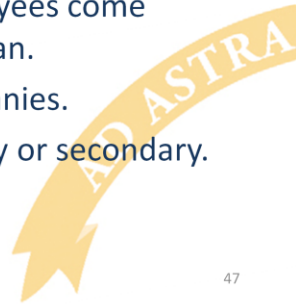 yees come
an.
nies.
y or secondary.
AD ASTRA
47